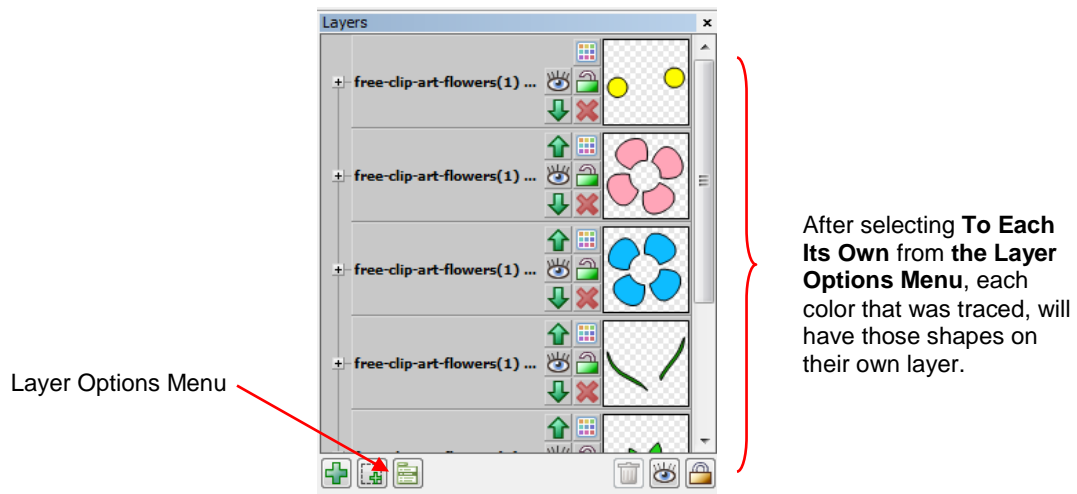 Layers
free-clip-art-flowers(1) ...
free-clip-art-flowers(1) ...
free-clip-art-flowers(1) ...
free-clip-art-flowers(1) ...
After selecting To Each
Its Own from the Layer
Options Menu, each
color that was traced, will
have those shapes on
their own layer.
Layer Options Menu